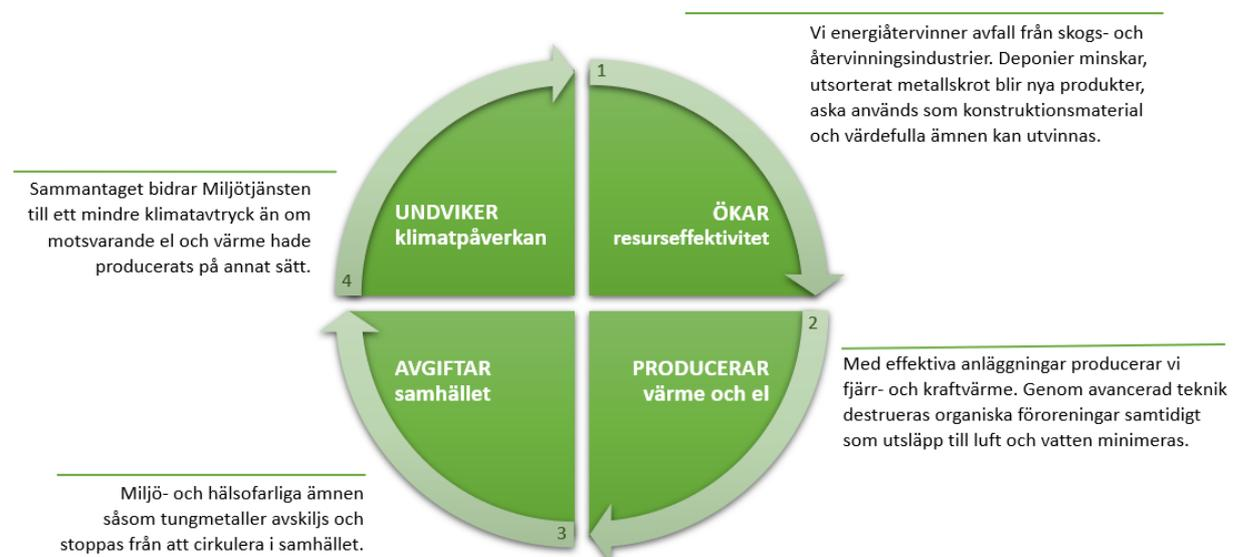 1
ÖKAR
resurseffektivitet
Vi energiåtervinner avfall från skogs- och
återvinningsindustrier. Deponier minskar,
utsorterat metallskrot blir nya produkter,
aska används som konstruktionsmaterial
och värdefulla ämnen kan utvinnas.
2
PRODUCERAR
värme och el
Med effektiva anläggningar producerar vi
fjärr- och kraftvärme. Genom avancerad teknik
destrueras organiska föroreningar samtidigt
som utsläpp till luft och vatten minimeras.
3
AVGIFTAR
samhället
Miljö- och hälsofarliga ämnen
såsom tungmetaller avskiljs och
stoppas från att cirkulera i samhället.
4
UNDVIKER
klimatpåverkan
Sammantaget bidrar Miljötjänsten
till ett mindre klimatavtryck än om
motsvarande el och värme hade
producerats på annat sätt.